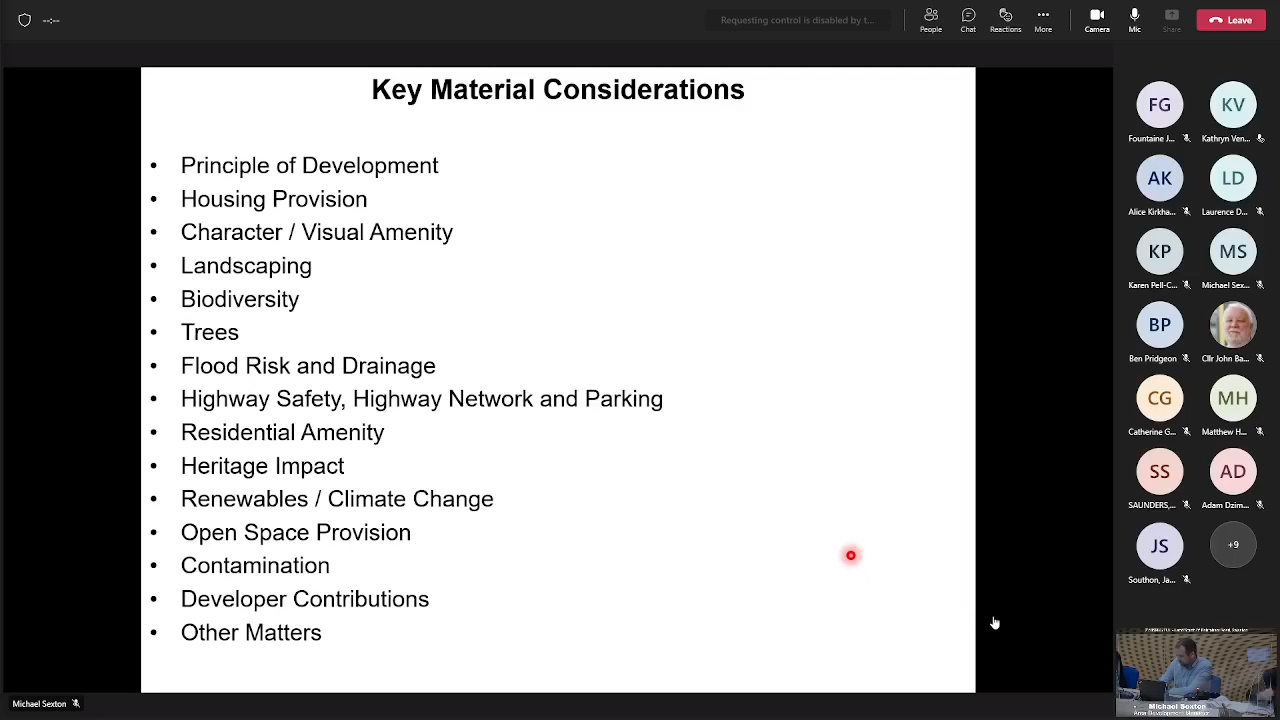 --:--
Requesting control is disabled by t...
People
Chat
Reactions
More
Camera
Mic
Share
Leave
Key Material Considerations
• Principle of Development
• Housing Provision
• Character / Visual Amenity
• Landscaping
• Biodiversity
• Trees
• Flood Risk and Drainage
• Highway Safety, Highway Network and Parking
• Residential Amenity
• Heritage Impact
• Renewables / Climate Change
• Open Space Provision
• Contamination
• Developer Contributions
• Other Matters
FG
Fountaine J...
KV
Kathryn Ven...
AK
Alice Kirkha...
LD
Laurence D...
KP
Karen Pell-C...
MS
Michael Sex...
BP
Ben Pridgeon
Cllr John Ba...
CG
Catherine G...
MH
Matthew H...
SS
SAUNDERS,...
AD
Adam Dzim...
JS
Southon, Ja...
+9
Michael Sexton
Michael Sexton